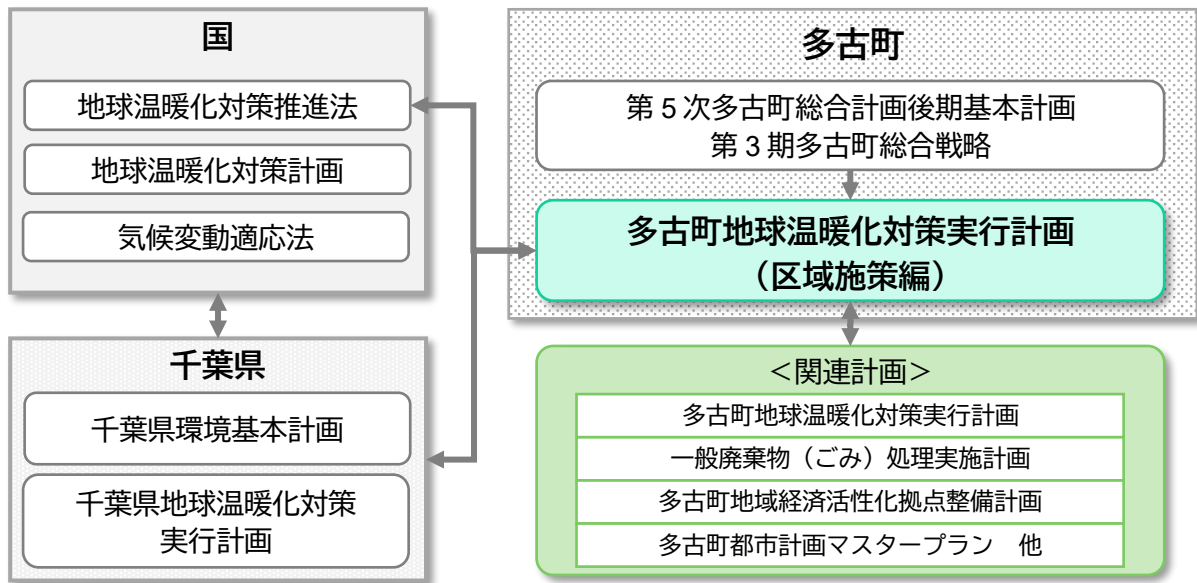 国
地球温暖化対策推進法
地球温暖化対策計画
気候変動適応法
千葉県
千葉県環境基本計画
千葉県地球温暖化対策
実行計画
多古町
第5次多古町総合計画後期基本計画
第3期多古町総合戦略
多古町地球温暖化対策実行計画
（区域施策編）
＜関連計画＞
多古町地球温暖化対策実行計画
一般廃棄物（ごみ）処理実施計画
多古町地域経済活性化拠点整備計画
多古町都市計画マスタープラン　他